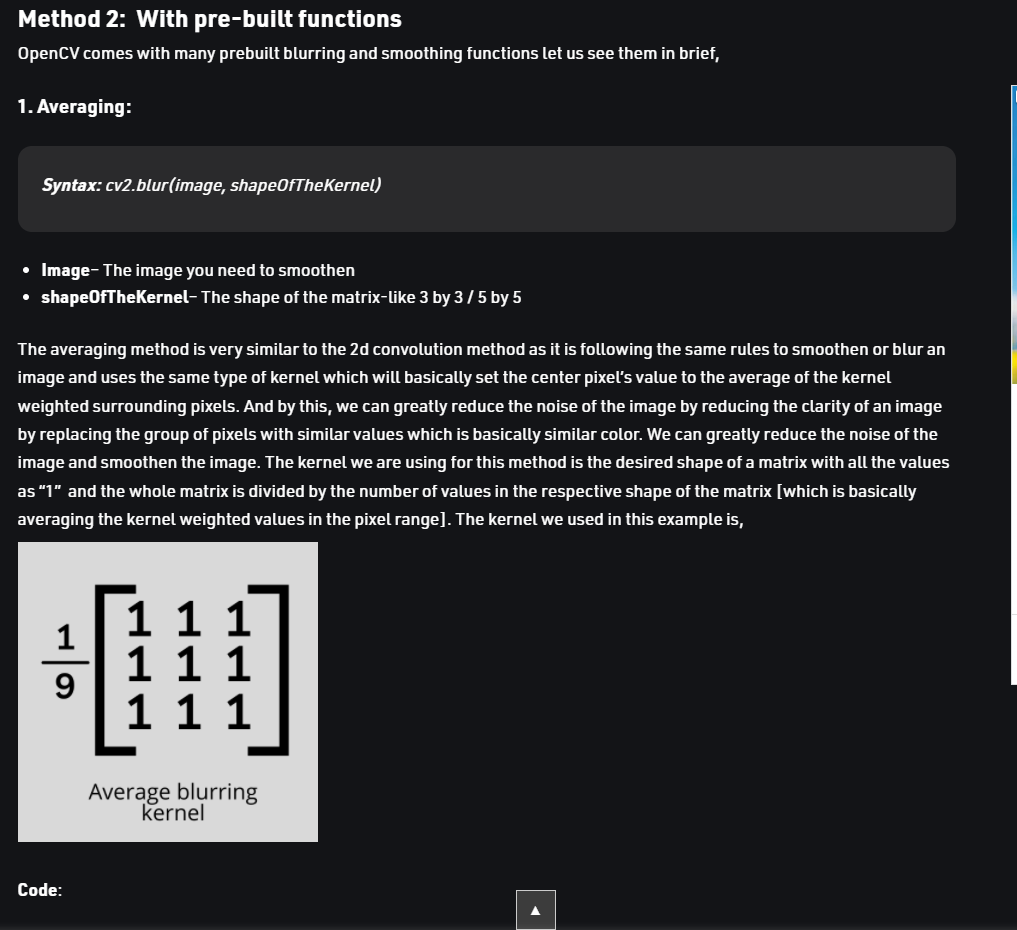 Method 2:  With pre-built functions
OpenCV comes with many prebuilt blurring and smoothing functions let us see them in brief,
1. Averaging:
Syntax: cv2.blur(image, shapeOfTheKernel)
• Image– The image you need to smoothen
• shapeOfTheKernel– The shape of the matrix-like 3 by 3 / 5 by 5
The averaging method is very similar to the 2d convolution method as it is following the same rules to smoothen or blur an
image and uses the same type of kernel which will basically set the center pixel's value to the average of the kernel
weighted surrounding pixels. And by this, we can greatly reduce the noise of the image by reducing the clarity of an image
by replacing the group of pixels with similar values which is basically similar color. We can greatly reduce the noise of the
image and smoothen the image. The kernel we are using for this method is the desired shape of a matrix with all the values
as "1"  and the whole matrix is divided by the number of values in the respective shape of the matrix [which is basically
averaging the kernel weighted values in the pixel range]. The kernel we used in this example is,
1
9
1 1 1
1 1 1
1 1 1
Average blurring
kernel
Code:
▲